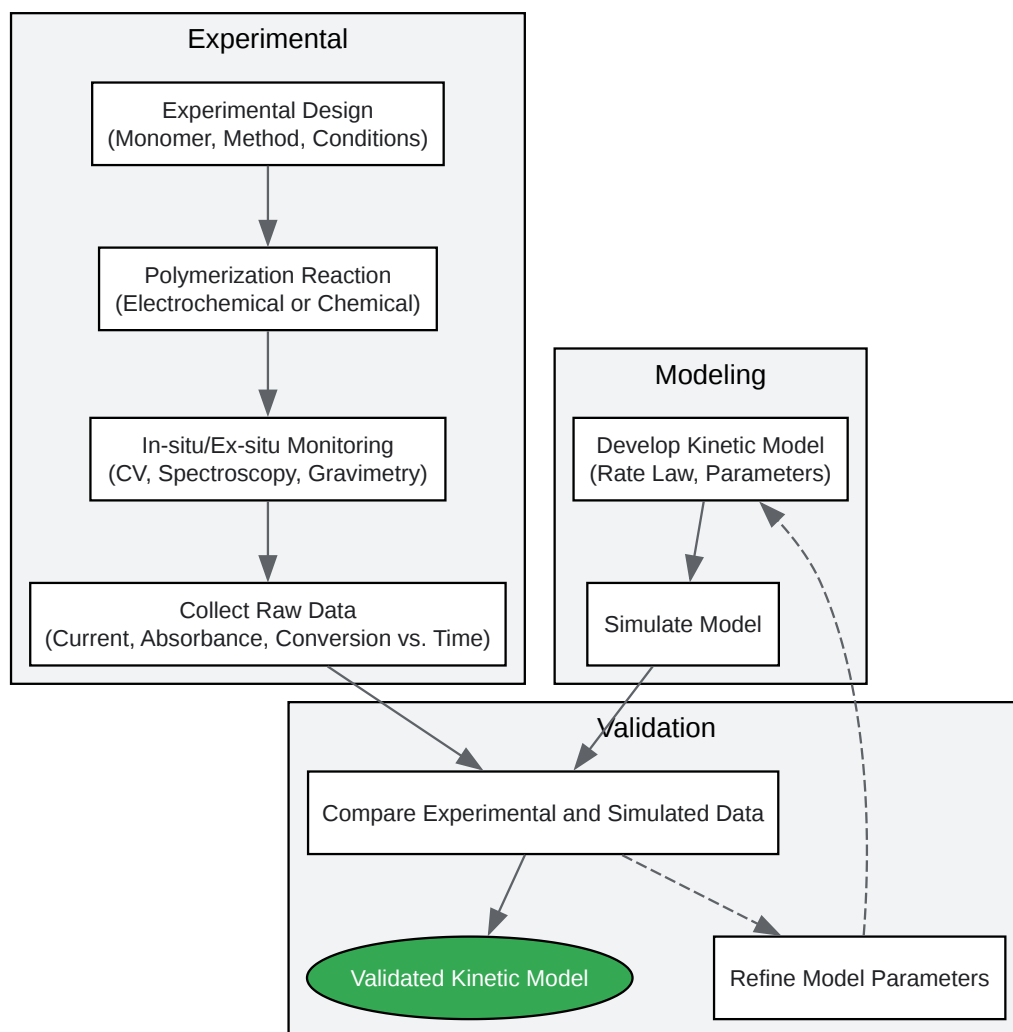 Experimental
Experimental Design
(Monomer, Method, Conditions)
Polymerization Reaction
(Electrochemical or Chemical)
In-situ/Ex-situ Monitoring
(CV, Spectroscopy, Gravimetry)
Collect Raw Data
(Current, Absorbance, Conversion vs. Time)
Modeling
Develop Kinetic Model
(Rate Law, Parameters)
Simulate Model
Validation
Compare Experimental and Simulated Data
Validated Kinetic Model
Refine Model Parameters